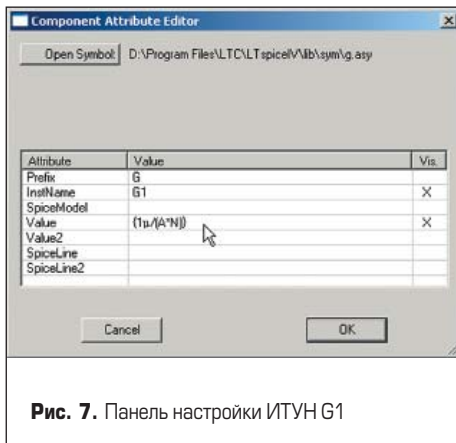 Component Attribute Editor
Open Symbol: D:\Program Files\LTC\LTspiceIV\lib\sym\g.asy
Attribute Value Vis.
Prefix G
InstName G1 X
SpiceModel
Value (1µ/(A*N)) X
Value2
SpiceLine
SpiceLine2
Cancel OK
Рис. 7. Панель настройки ИТУН G1